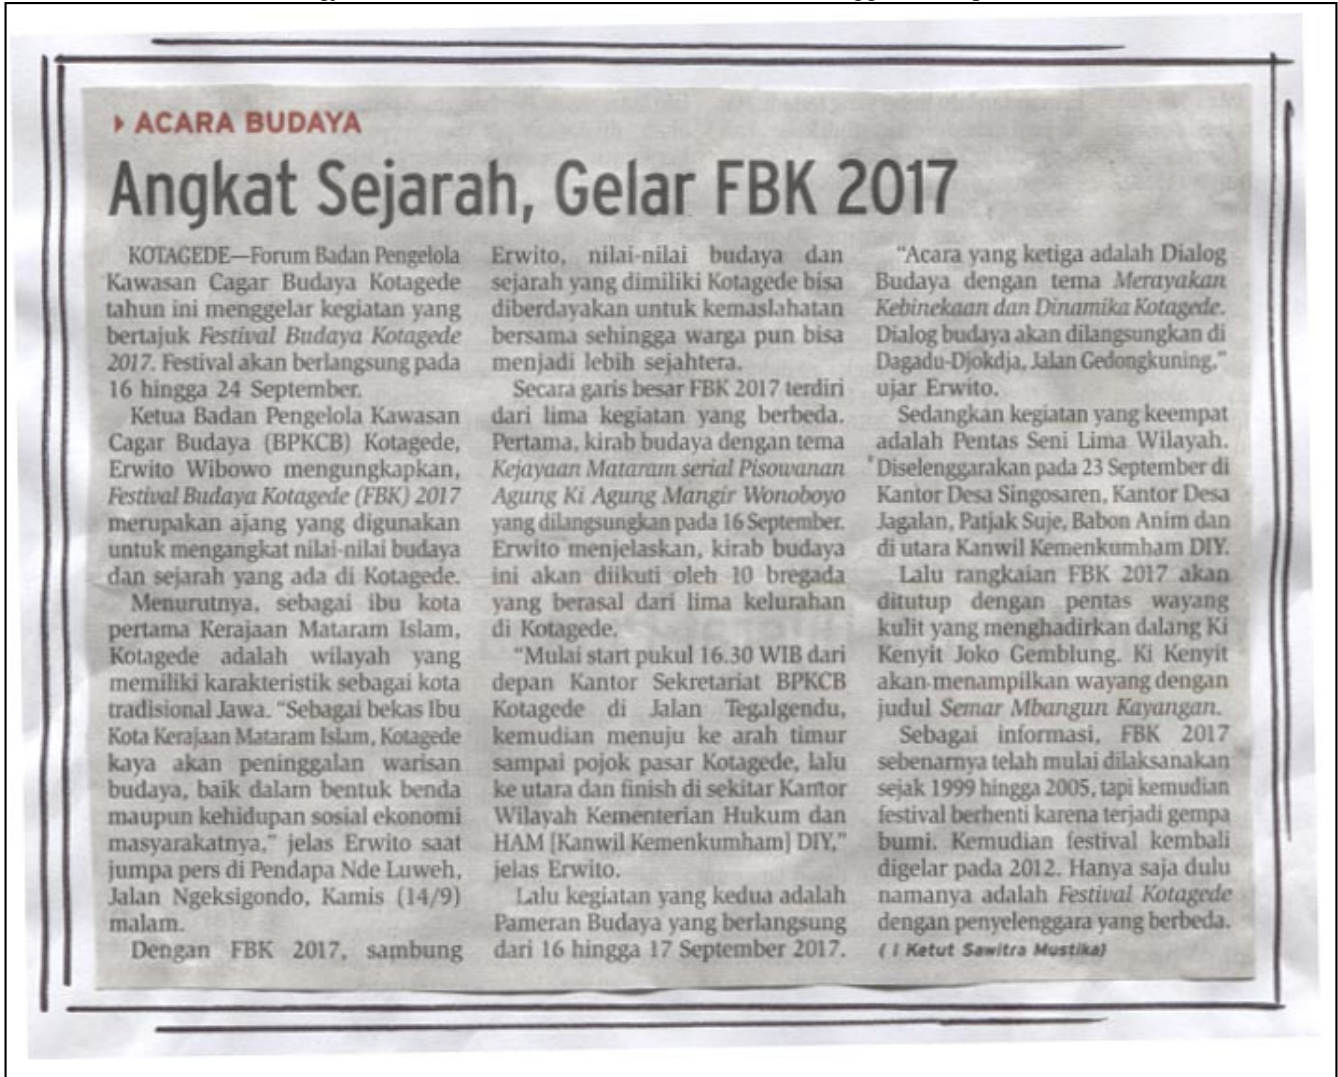 ▸ ACARA BUDAYA
Angkat Sejarah, Gelar FBK 2017
KOTAGEDE—Forum Badan Pengelola
Kawasan Cagar Budaya Kotagede
tahun ini menggelar kegiatan yang
bertajuk Festival Budaya Kotagede
2017. Festival akan berlangsung pada
16 hingga 24 September.
Ketua Badan Pengelola Kawasan
Cagar Budaya (BPKCB) Kotagede,
Erwito Wibowo mengungkapkan,
Festival Budaya Kotagede (FBK) 2017
merupakan ajang yang digunakan
untuk mengangkat nilai-nilai budaya
dan sejarah yang ada di Kotagede.
Menurutnya, sebagai ibu kota
pertama Kerajaan Mataram Islam,
Kotagede adalah wilayah yang
memiliki karakteristik sebagai kota
tradisional Jawa. "Sebagai bekas Ibu
Kota Kerajaan Mataram Islam, Kotagede
kaya akan peninggalan warisan
budaya, baik dalam bentuk benda
maupun kehidupan sosial ekonomi
masyarakatnya," jelas Erwito saat
jumpa pers di Pendapa Nde Luweh,
Jalan Ngeksigondo, Kamis (14/9)
malam.
Dengan FBK 2017, sambung
Erwito, nilai-nilai budaya dan
sejarah yang dimiliki Kotagede bisa
diberdayakan untuk kemaslahatan
bersama sehingga warga pun bisa
menjadi lebih sejahtera.
Secara garis besar FBK 2017 terdiri
dari lima kegiatan yang berbeda.
Pertama, kirab budaya dengan tema
Kejayaan Mataram serial Pisowanan
Agung Ki Agung Mangir Wonoboyo
yang dilangsungkan pada 16 September.
Erwito menjelaskan, kirab budaya
ini akan diikuti oleh 10 bregada
yang berasal dari lima kelurahan
di Kotagede.
"Mulai start pukul 16.30 WIB dari
depan Kantor Sekretariat BPKCB
Kotagede di Jalan Tegalgendu,
kemudian menuju ke arah timur
sampai pojok pasar Kotagede, lalu
ke utara dan finish di sekitar Kantor
Wilayah Kementerian Hukum dan
HAM [Kanwil Kemenkumham] DIY,"
jelas Erwito.
Lalu kegiatan yang kedua adalah
Pameran Budaya yang berlangsung
dari 16 hingga 17 September 2017.
"Acara yang ketiga adalah Dialog
Budaya dengan tema Merayakan
Kebinekaan dan Dinamika Kotagede.
Dialog budaya akan dilangsungkan di
Dagadu-Djokdja, Jalan Gedongkuning,"
ujar Erwito.
Sedangkan kegiatan yang keempat
adalah Pentas Seni Lima Wilayah.
Diselenggarakan pada 23 September di
Kantor Desa Singosaren, Kantor Desa
Jagalan, Patjak Suje, Babon Anim dan
di utara Kanwil Kemenkumham DIY.
Lalu rangkaian FBK 2017 akan
ditutup dengan pentas wayang
kulit yang menghadirkan dalang Ki
Kenyit Joko Gemblung. Ki Kenyit
akan menampilkan wayang dengan
judul Semar Mbangun Kayangan.
Sebagai informasi, FBK 2017
sebenarnya telah mulai dilaksanakan
sejak 1999 hingga 2005, tapi kemudian
festival berhenti karena terjadi gempa
bumi. Kemudian festival kembali
digelar pada 2012. Hanya saja dulu
namanya adalah Festival Kotagede
dengan penyelenggara yang berbeda.
( I Ketut Sawitra Mustika)